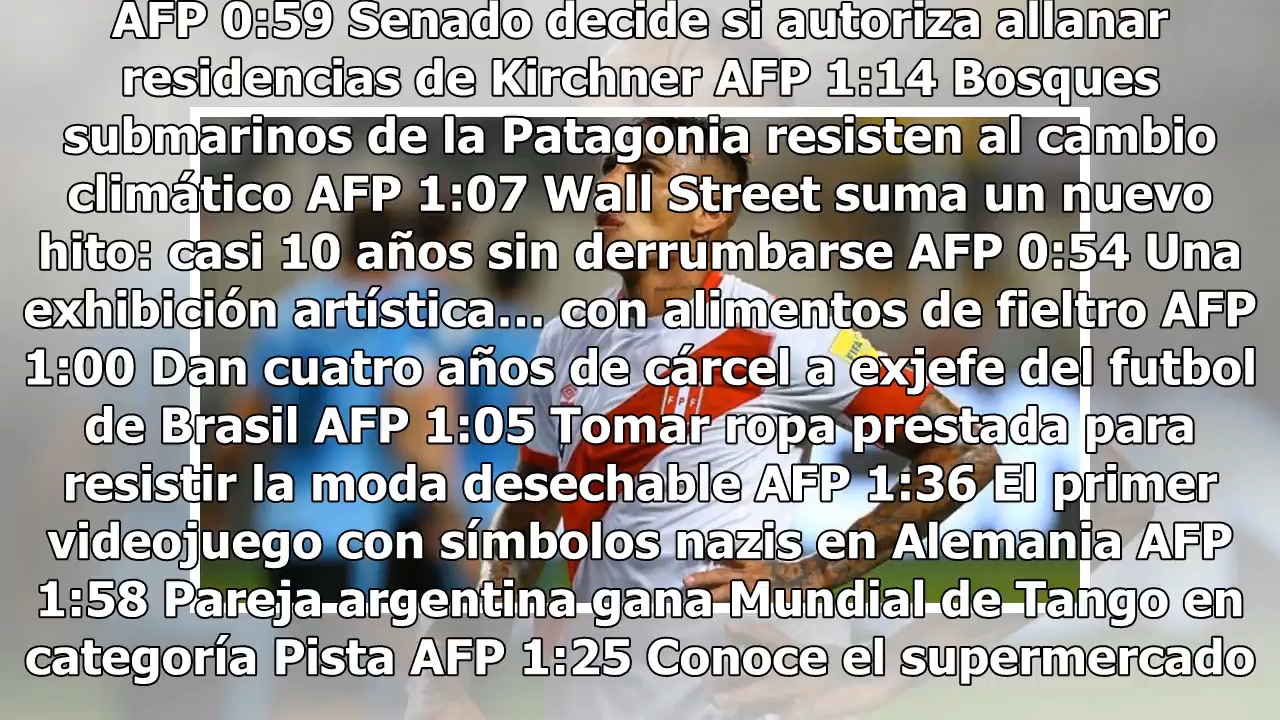 AFP 0:59 Senado decide si autoriza allanar
residencias de Kirchner AFP 1:14 Bosques
submarinos de la Patagonia resisten al cambio
climático AFP 1:07 Wall Street suma un nuevo
hito: casi 10 años sin derrumbarse AFP 0:54 Una
exhibición artística... con alimentos de fieltro AFP
1:00 Dan cuatro años de cárcel a exjefe del futbol
de Brasil AFP 1:05 Tomar ropa prestada para
resistir la moda desechable AFP 1:36 El primer
videojuego con símbolos nazis en Alemania AFP
1:58 Pareja argentina gana Mundial de Tango en
categoría Pista AFP 1:25 Conoce el supermercado
FIFA
FPF